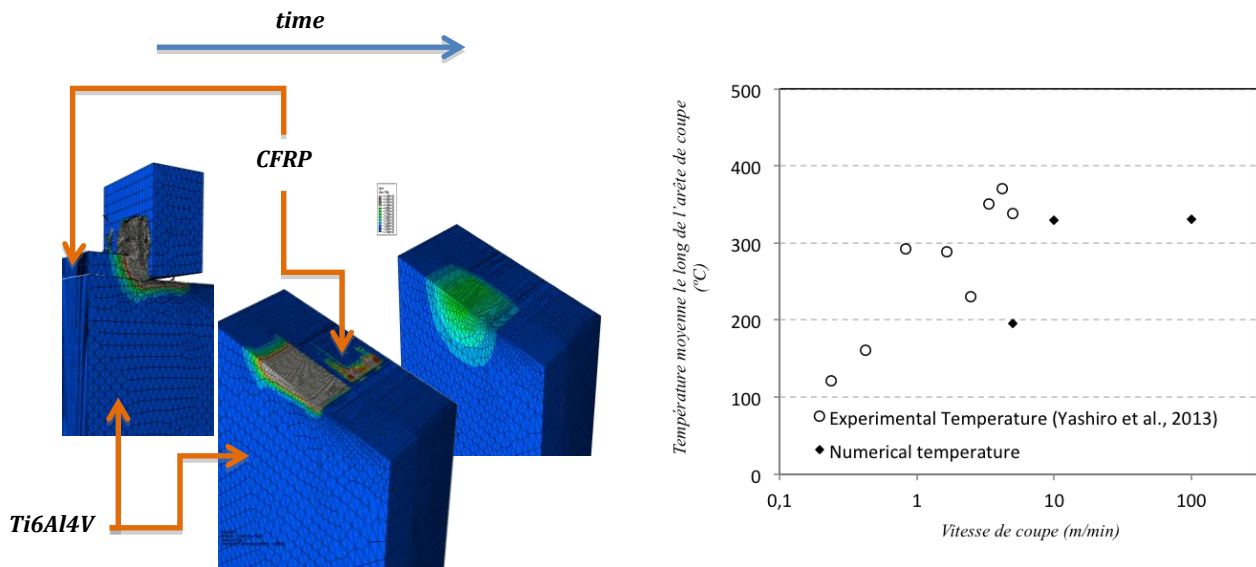 time
CFRP
Ti6Al4V
Température moyenne le long de l'arête de coupe
(ºC)
500
400
300
200
100
0
Experimental Temperature (Yashiro et al., 2013)
Numerical temperature
0,1
1
10
100
Vitesse de coupe (m/min)